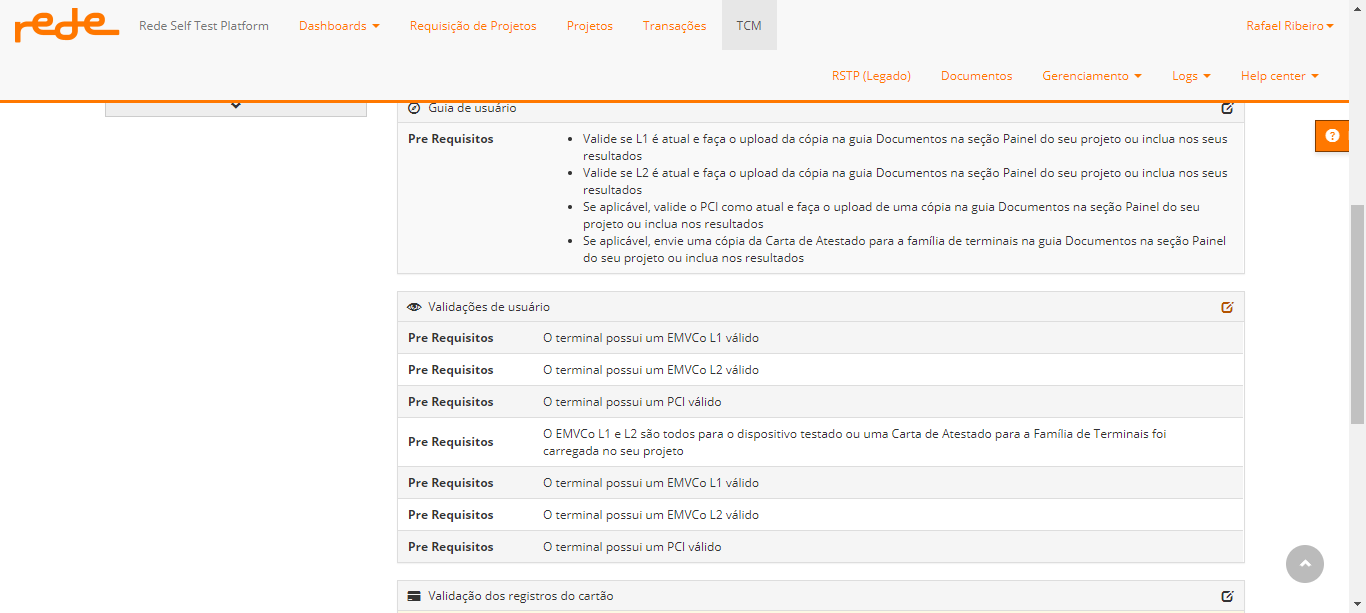 rede Rede Self Test Platform Dashboards Requisição de Projetos Projetos Transações TCM Rafael Ribeiro
RSTP (Legado) Documentos Gerenciamento Logs Help center
Guia de usuário
Pre Requisitos
• Valide se L1 é atual e faça o upload da cópia na guia Documentos na seção Painel do seu projeto ou inclua nos seus
resultados
• Valide se L2 é atual e faça o upload da cópia na guia Documentos na seção Painel do seu projeto ou inclua nos seus
resultados
• Se aplicável, valide o PCI como atual e faça o upload de uma cópia na guia Documentos na seção Painel do seu
projeto ou inclua nos resultados
• Se aplicável, envie uma cópia da Carta de Atestado para a família de terminais na guia Documentos na seção Painel
do seu projeto ou inclua nos resultados
Validações de usuário
Pre Requisitos O terminal possui um EMVCo L1 válido
Pre Requisitos O terminal possui um EMVCo L2 válido
Pre Requisitos O terminal possui um PCI válido
Pre Requisitos O EMVCo L1 e L2 são todos para o dispositivo testado ou uma Carta de Atestado para a Família de Terminais foi
carregada no seu projeto
Pre Requisitos O terminal possui um EMVCo L1 válido
Pre Requisitos O terminal possui um EMVCo L2 válido
Pre Requisitos O terminal possui um PCI válido
Validação dos registros do cartão